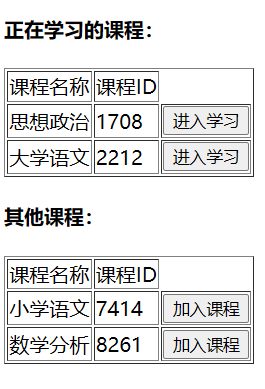 正在学习的课程：
课程名称 课程ID
思想政治 1708 进入学习
大学语文 2212 进入学习
其他课程：
课程名称 课程ID
小学语文 7414 加入课程
数学分析 8261 加入课程